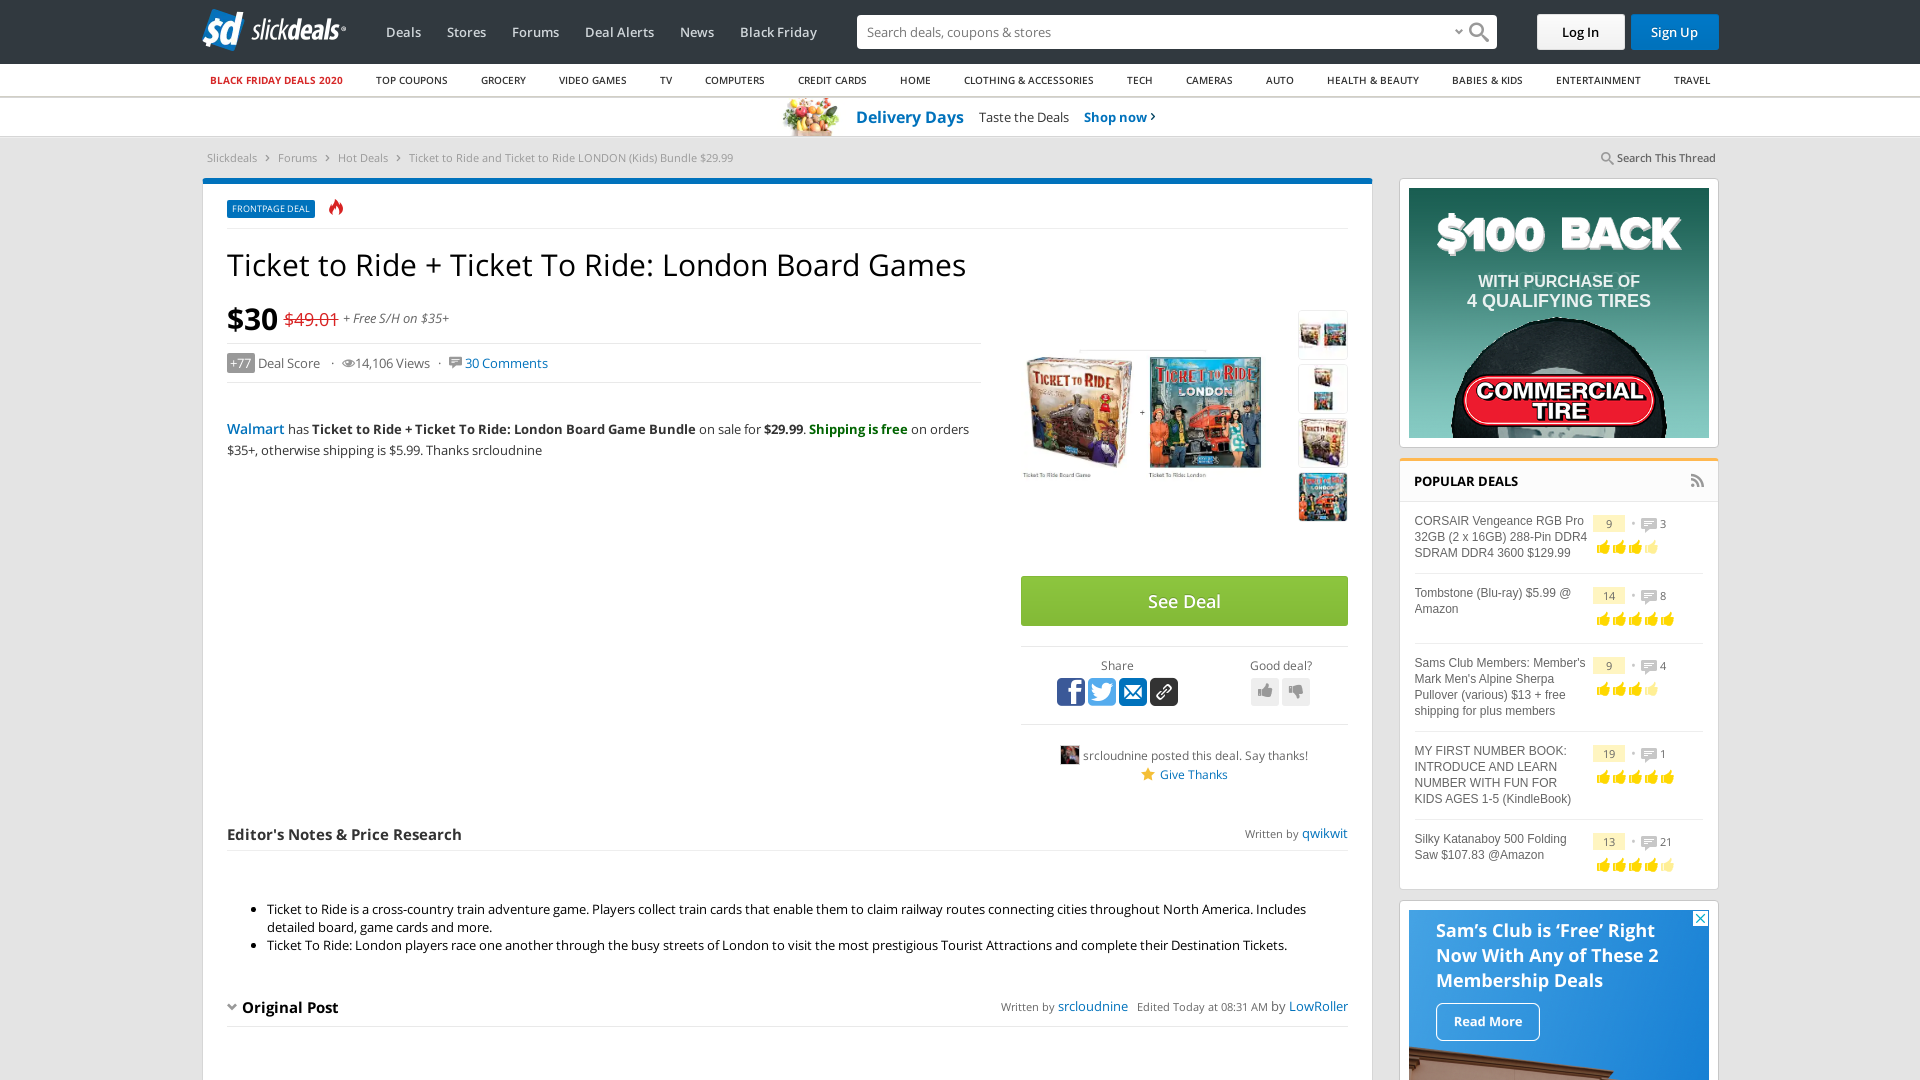 sd slickdeals
Deals
Stores
Forums
Deal Alerts
News
Black Friday
Search deals, coupons & stores
Log In
Sign Up
BLACK FRIDAY DEALS 2020
TOP COUPONS
GROCERY
VIDEO GAMES
TV
COMPUTERS
CREDIT CARDS
HOME
CLOTHING & ACCESSORIES
TECH
CAMERAS
AUTO
HEALTH & BEAUTY
BABIES & KIDS
ENTERTAINMENT
TRAVEL
Delivery Days Taste the Deals Shop now ›
Slickdeals › Forums › Hot Deals › Ticket to Ride and Ticket to Ride LONDON (Kids) Bundle $29.99
Search This Thread
FRONTPAGE DEAL
Ticket to Ride + Ticket To Ride: London Board Games
$30 $49.01 + Free S/H on $35+
+77 Deal Score · 14,106 Views · 30 Comments
Walmart has Ticket to Ride + Ticket To Ride: London Board Game Bundle on sale for $29.99. Shipping is free on orders
$35+, otherwise shipping is $5.99. Thanks srcloudnine
TICKET TO RIDE
+
TICKET TO RIDE
LONDON
Ticket To Ride Board Game
Ticket To Ride: London
See Deal
Share
Good deal?
srcloudnine posted this deal. Say thanks!
Give Thanks
Editor's Notes & Price Research
Written by qwikwit
• Ticket to Ride is a cross-country train adventure game. Players collect train cards that enable them to claim railway routes connecting cities throughout North America. Includes
detailed board, game cards and more.
• Ticket To Ride: London players race one another through the busy streets of London to visit the most prestigious Tourist Attractions and complete their Destination Tickets.
Original Post
Written by srcloudnine Edited Today at 08:31 AM by LowRoller
$100 BACK
WITH PURCHASE OF
4 QUALIFYING TIRES
COMMERCIAL
TIRE
POPULAR DEALS
CORSAIR Vengeance RGB Pro
32GB (2 x 16GB) 288-Pin DDR4
SDRAM DDR4 3600 $129.99
9 • 3
Tombstone (Blu-ray) $5.99 @
Amazon
14 • 8
Sams Club Members: Member's
Mark Men's Alpine Sherpa
Pullover (various) $13 + free
shipping for plus members
9 • 4
MY FIRST NUMBER BOOK:
INTRODUCE AND LEARN
NUMBER WITH FUN FOR
KIDS AGES 1-5 (KindleBook)
19 • 1
Silky Katanaboy 500 Folding
Saw $107.83 @Amazon
13 • 21
Sam's Club is 'Free' Right
Now With Any of These 2
Membership Deals
Read More